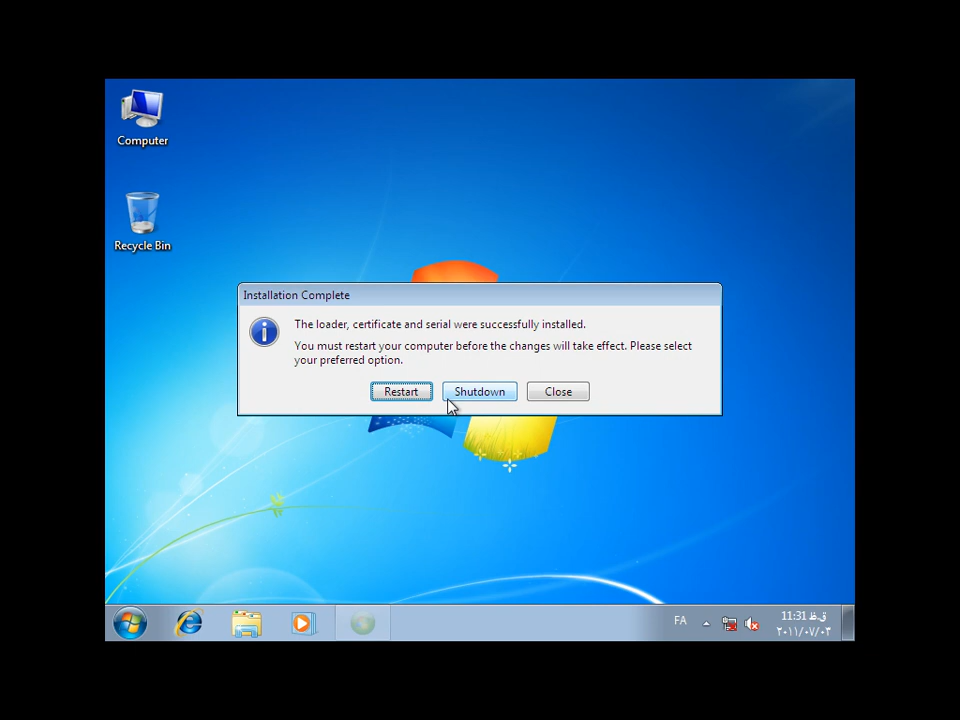 Computer
Recycle Bin
Installation Complete
The loader, certificate and serial were successfully installed.
You must restart your computer before the changes will take effect. Please select
your preferred option.
Restart
Shutdown
Close
FA
11:31 ق.ظ
۲۰۱۱/۰۷/۰۳